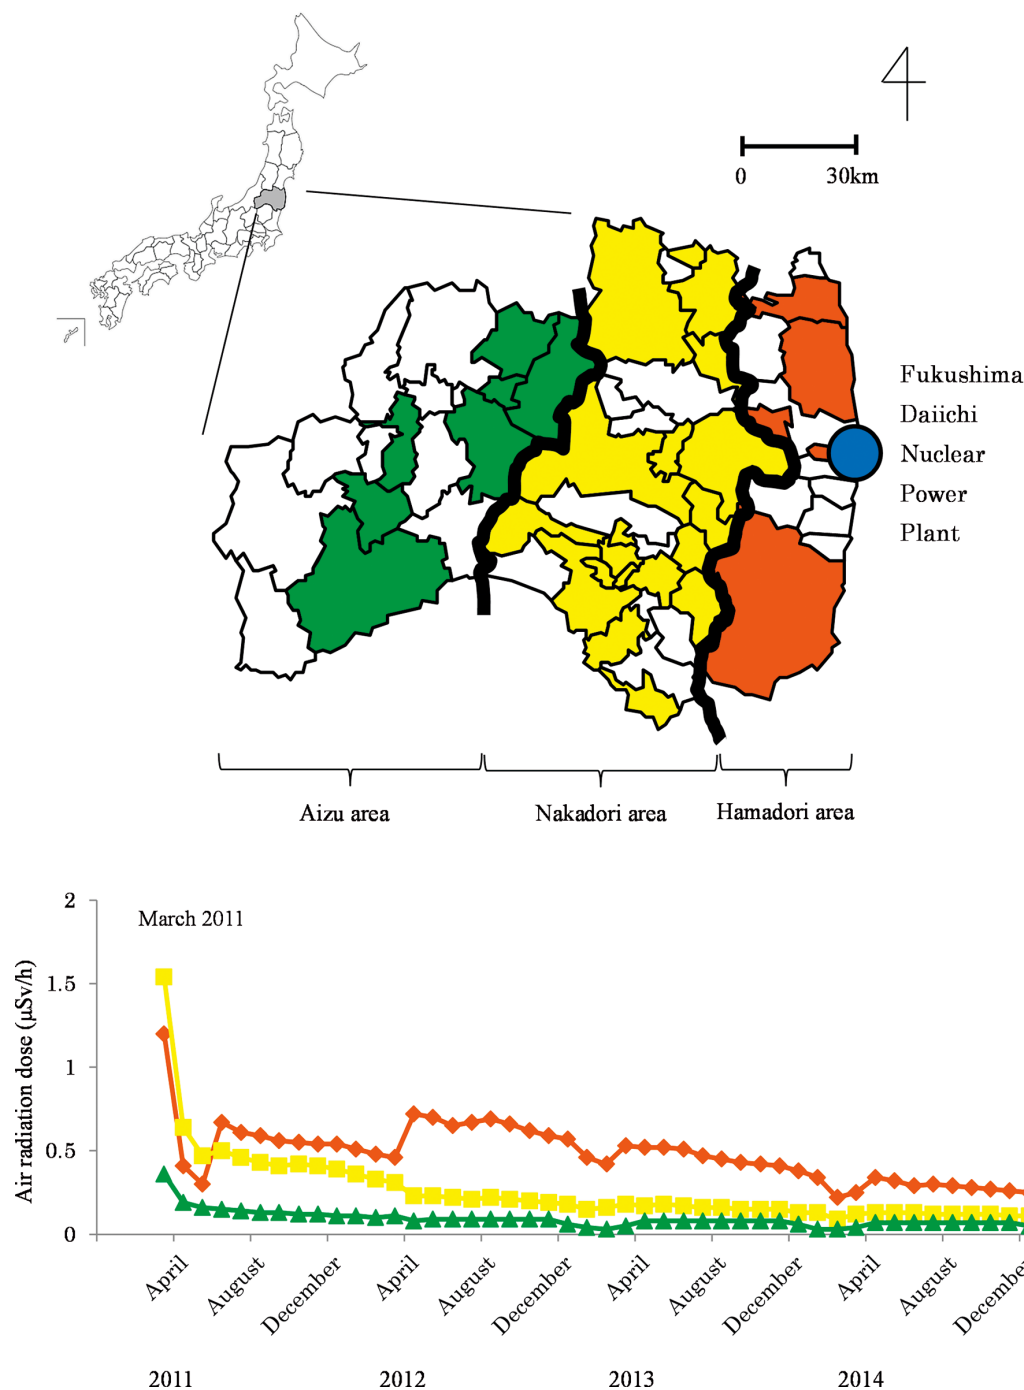 0
30km
Fukushima
Daiichi
Nuclear
Power
Plant
Aizu area
Nakadori area
Hamadori area
March 2011
Air radiation dose (μSv/h)
2
1.5
1
0.5
0
April
August
December
April
August
December
April
August
December
April
August
December
2011
2012
2013
2014